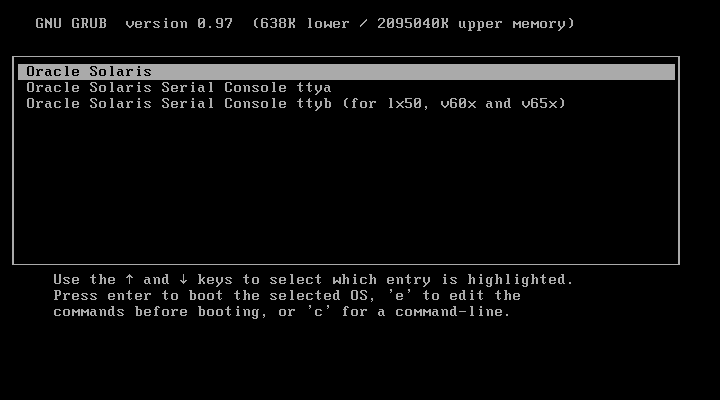 GNU GRUB  version 0.97  (638K lower / 2095040K upper memory)
Oracle Solaris
Oracle Solaris Serial Console ttya
Oracle Solaris Serial Console ttyb (for lx50, v60x and v65x)
Use the ↑ and ↓ keys to select which entry is highlighted.
Press enter to boot the selected OS, 'e' to edit the
commands before booting, or 'c' for a command-line.